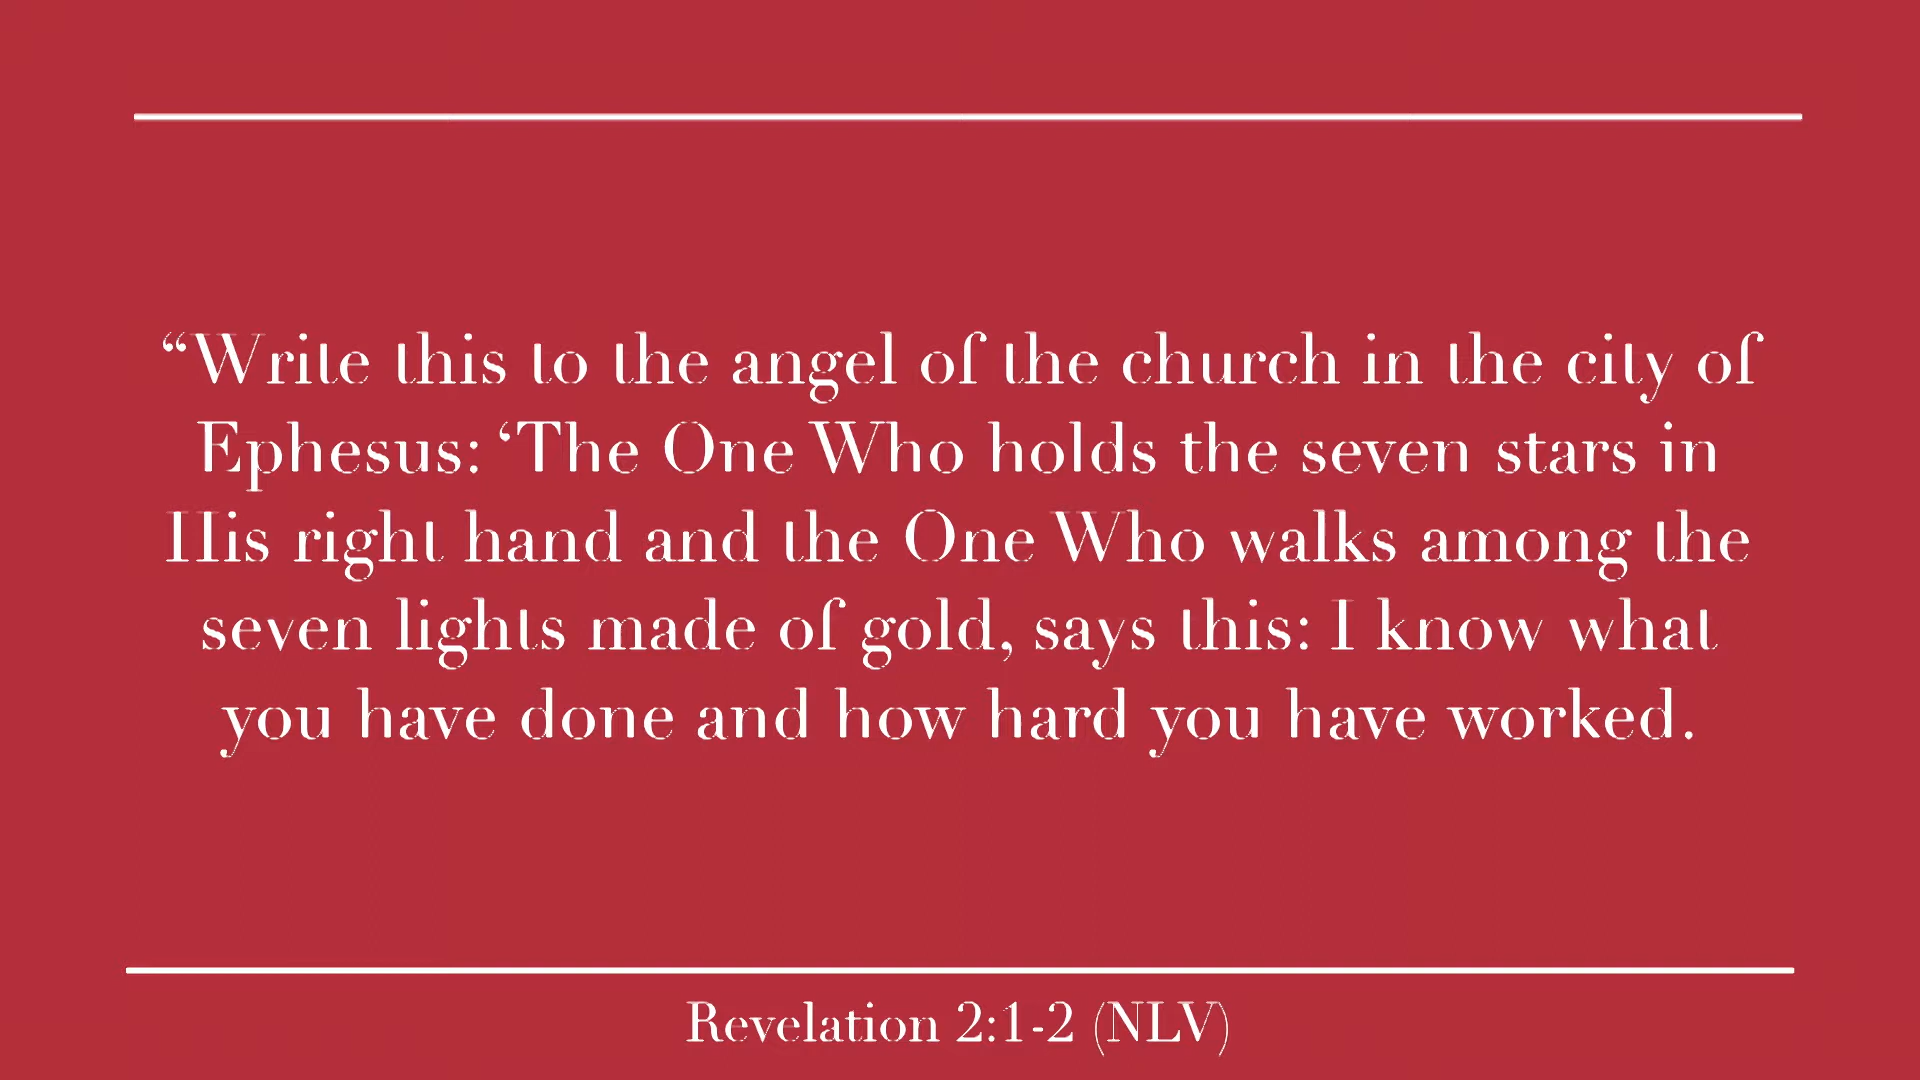 “Write this to the angel of the church in the city of
Ephesus: ‘The One Who holds the seven stars in
His right hand and the One Who walks among the
seven lights made of gold, says this: I know what
you have done and how hard you have worked.
Revelation 2:1-2 (NLV)